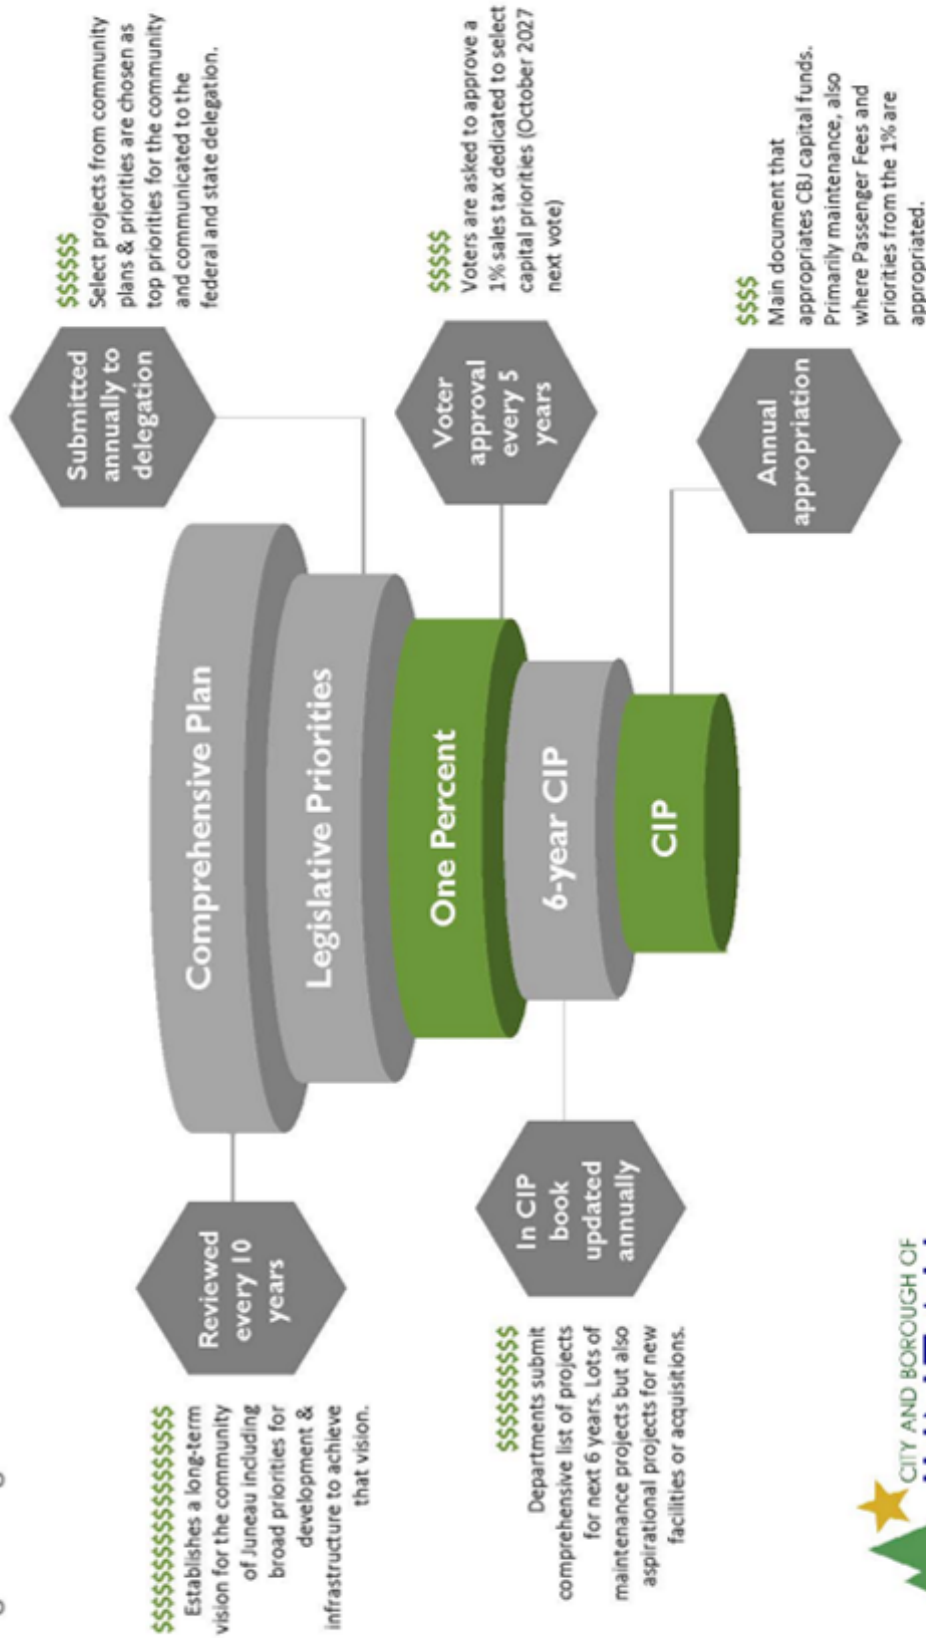 $$$$$$$$$$$$$$$$$$$
Establishes a long-term
vision for the community
of Juneau including
broad priorities for
development &
infrastructure to achieve
that vision.
Reviewed
every 10
years
Comprehensive Plan
Submitted
annually to
delegation
$$$$$$
Select projects from community
plans & priorities are chosen as
top priorities for the community
and communicated to the
federal and state delegation.
Legislative Priorities
One Percent
Voter
approval
every 5
years
$$$$$
Voters are asked to approve a
1% sales tax dedicated to select
capital priorities (October 2027
next vote)
$$$$$$$$$$
Departments submit
comprehensive list of projects
for next 6 years. Lots of
maintenance projects but also
aspirational projects for new
facilities or acquisitions.
In CIP
book
updated
annually
6-year CIP
CIP
Annual
appropriation
$$$$
Main document that
appropriates CBJ capital funds.
Primarily maintenance, also
where Passenger Fees and
priorities from the 1% are
appropriated.
CITY AND BOROUGH OF